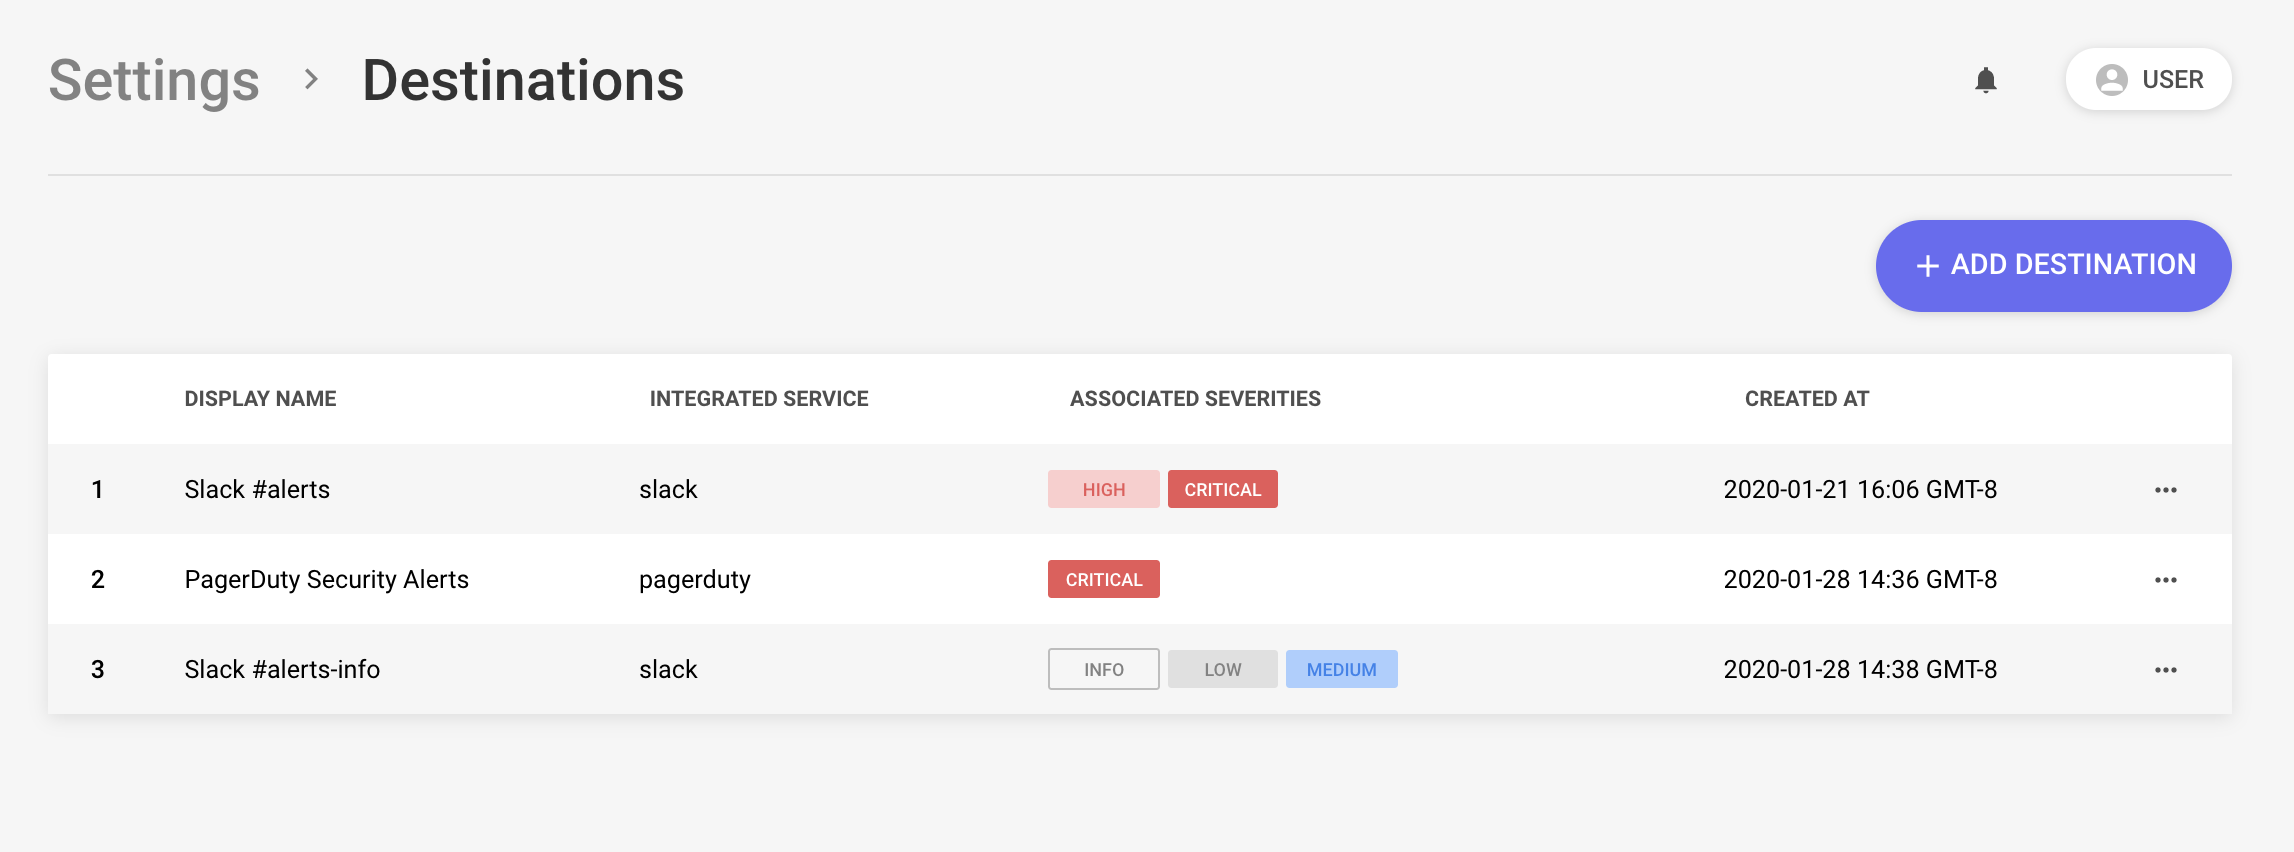 Settings > Destinations
USER
+ ADD DESTINATION
DISPLAY NAME INTEGRATED SERVICE ASSOCIATED SEVERITIES CREATED AT
1 Slack #alerts slack HIGH CRITICAL 2020-01-21 16:06 GMT-8 •••
2 PagerDuty Security Alerts pagerduty CRITICAL 2020-01-28 14:36 GMT-8 •••
3 Slack #alerts-info slack INFO LOW MEDIUM 2020-01-28 14:38 GMT-8 •••